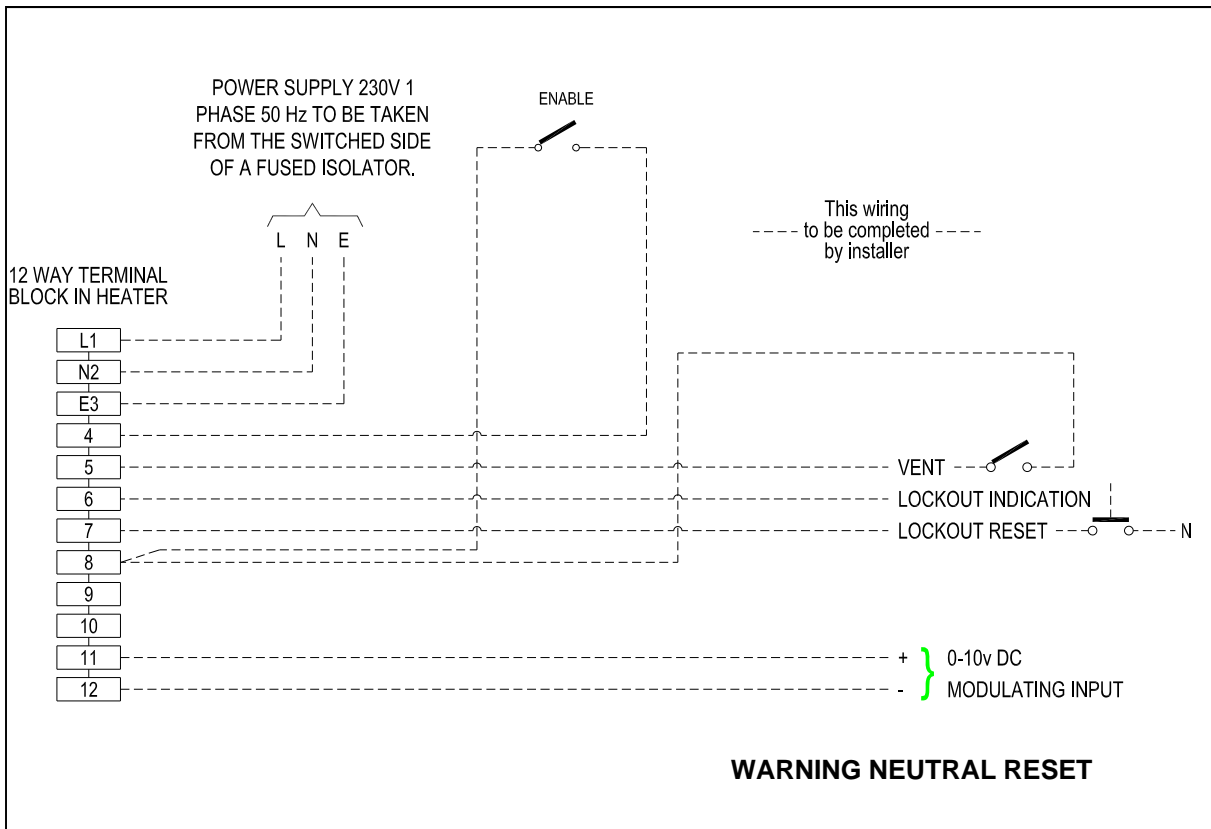 POWER SUPPLY 230V 1
PHASE 50 Hz TO BE TAKEN
FROM THE SWITCHED SIDE
OF A FUSED ISOLATOR.
ENABLE
This wiring
to be completed
by installer
L N E
12 WAY TERMINAL
BLOCK IN HEATER
L1
N2
E3
4
5
VENT
6
LOCKOUT INDICATION
7
LOCKOUT RESET
N
8
9
10
11
+ 0-10v DC
12
- MODULATING INPUT
WARNING NEUTRAL RESET